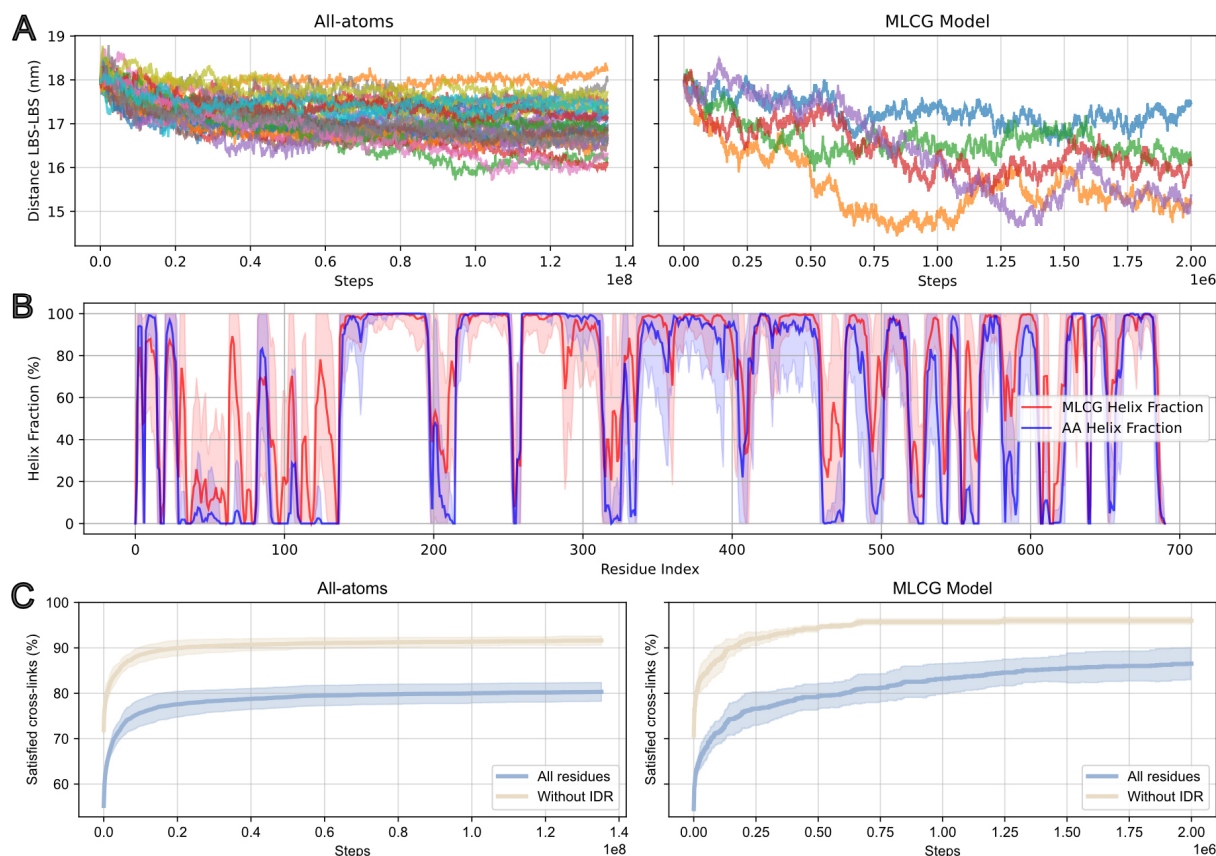 A
All-atoms
MLCG Model
Distance LBS-LBS (nm)
19
18
17
16
15
0.0 0.2 0.4 0.6 0.8 1.0 1.2 1.4
1e8
Steps
0.00 0.25 0.50 0.75 1.00 1.25 1.50 1.75 2.00
1e6
Steps
B
Helix Fraction (%)
100
80
60
40
20
0
MLCG Helix Fraction
AA Helix Fraction
0 100 200 300 400 500 600 700
Residue Index
C
All-atoms
MLCG Model
Satisfied cross-links (%)
100
90
80
70
60
All residues
Without IDR
0.0 0.2 0.4 0.6 0.8 1.0 1.2 1.4
1e8
Steps
Satisfied cross-links (%)
All residues
Without IDR
0.00 0.25 0.50 0.75 1.00 1.25 1.50 1.75 2.00
1e6
Steps